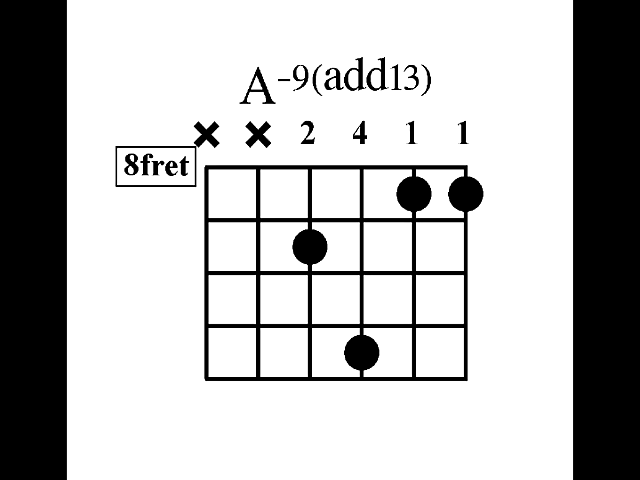 A-9(add13)
× × 2 4 1 1
8fret